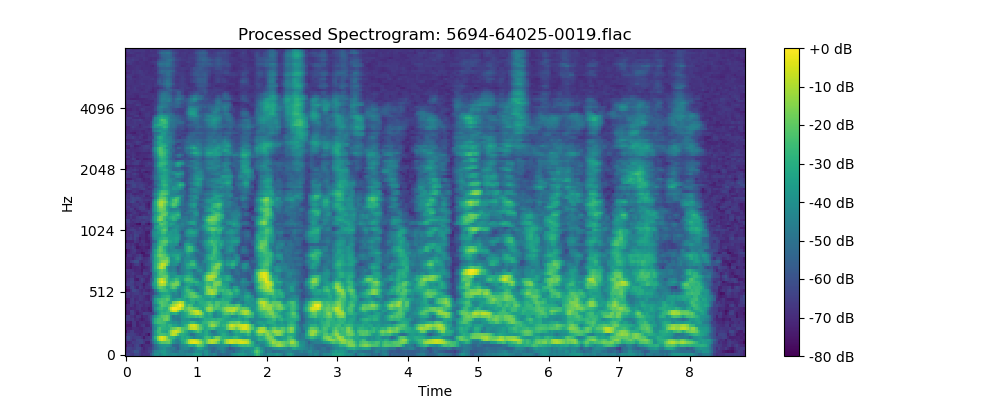 Processed Spectrogram: 5694-64025-0019.flac
Hz
4096
2048
1024
512
0
0 1 2 3 4 5 6 7 8
Time
+0 dB
-10 dB
-20 dB
-30 dB
-40 dB
-50 dB
-60 dB
-70 dB
-80 dB